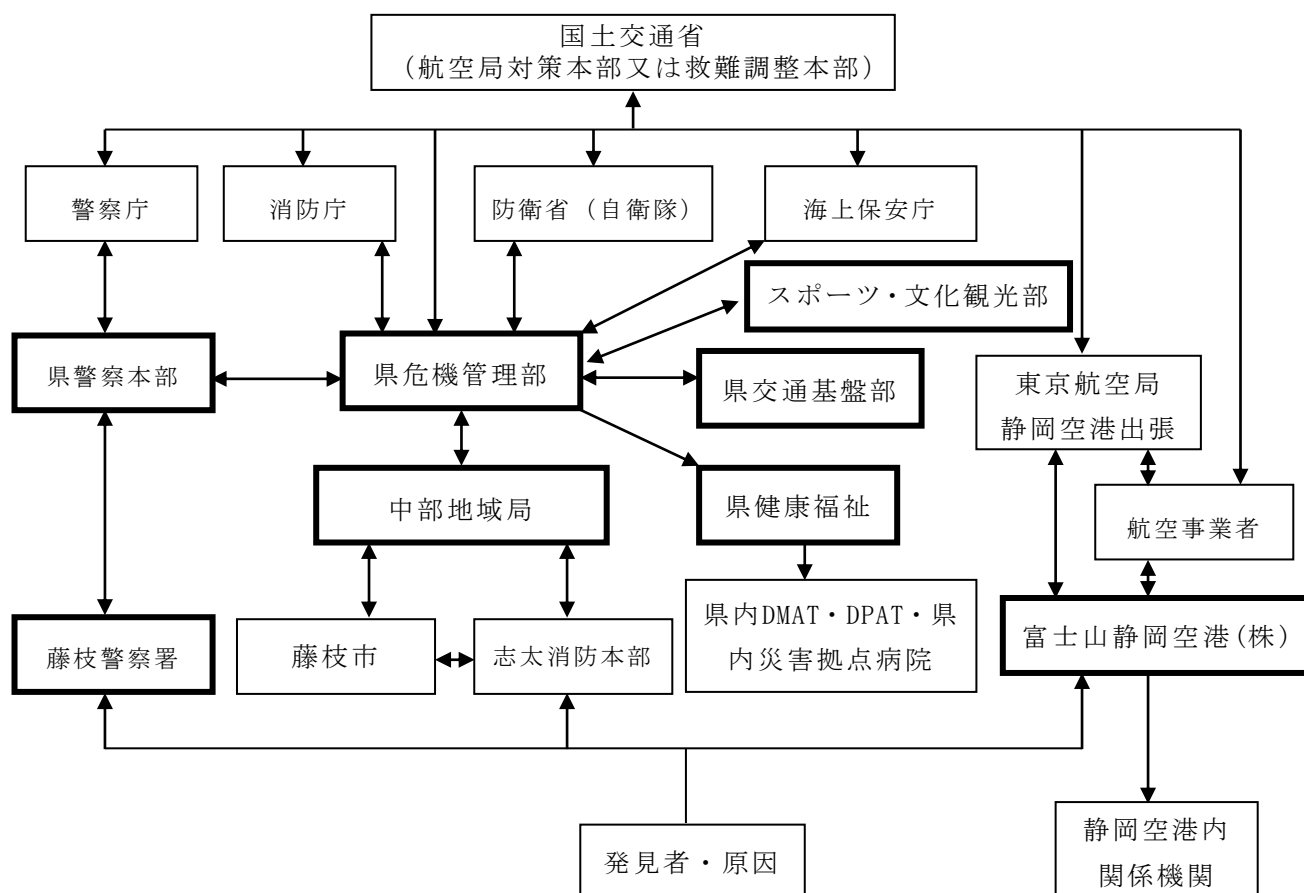 国土交通省
（航空局対策本部又は救難調整本部）
警察庁
消防庁
防衛省（自衛隊）
海上保安庁
スポーツ・文化観光部
県警察本部
県危機管理部
県交通基盤部
東京航空局
静岡空港出張
中部地域局
県健康福祉
航空事業者
藤枝警察署
藤枝市
志太消防本部
県内DMAT・DPAT・県
内災害拠点病院
富士山静岡空港(株)
発見者・原因
静岡空港内
関係機関